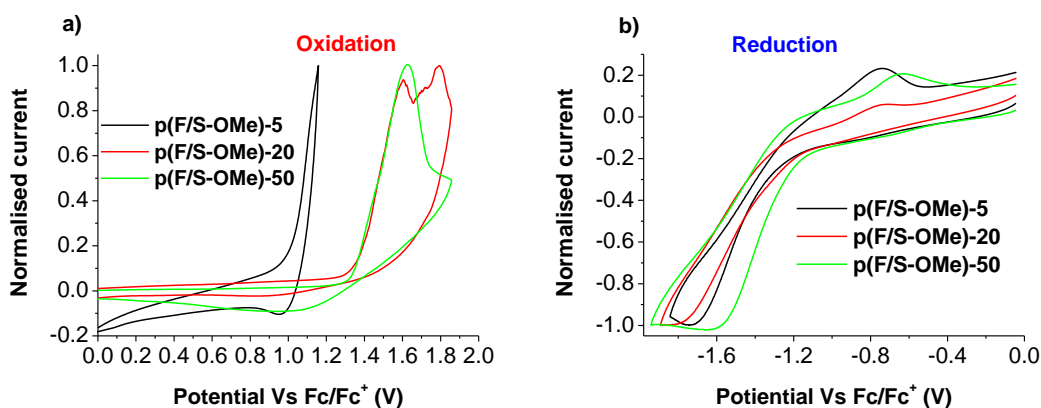 a)
Oxidation
1.0
0.8
0.6
0.4
0.2
0.0
-0.2
Normalised current
p(F/S-OMe)-5
p(F/S-OMe)-20
p(F/S-OMe)-50
0.0 0.2 0.4 0.6 0.8 1.0 1.2 1.4 1.6 1.8 2.0
Potential Vs Fc/Fc⁺ (V)
b)
Reduction
0.2
0.0
-0.2
-0.4
-0.6
-0.8
-1.0
Normalised current
p(F/S-OMe)-5
p(F/S-OMe)-20
p(F/S-OMe)-50
-1.6 -1.2 -0.8 -0.4 0.0
Potential Vs Fc/Fc⁺ (V)